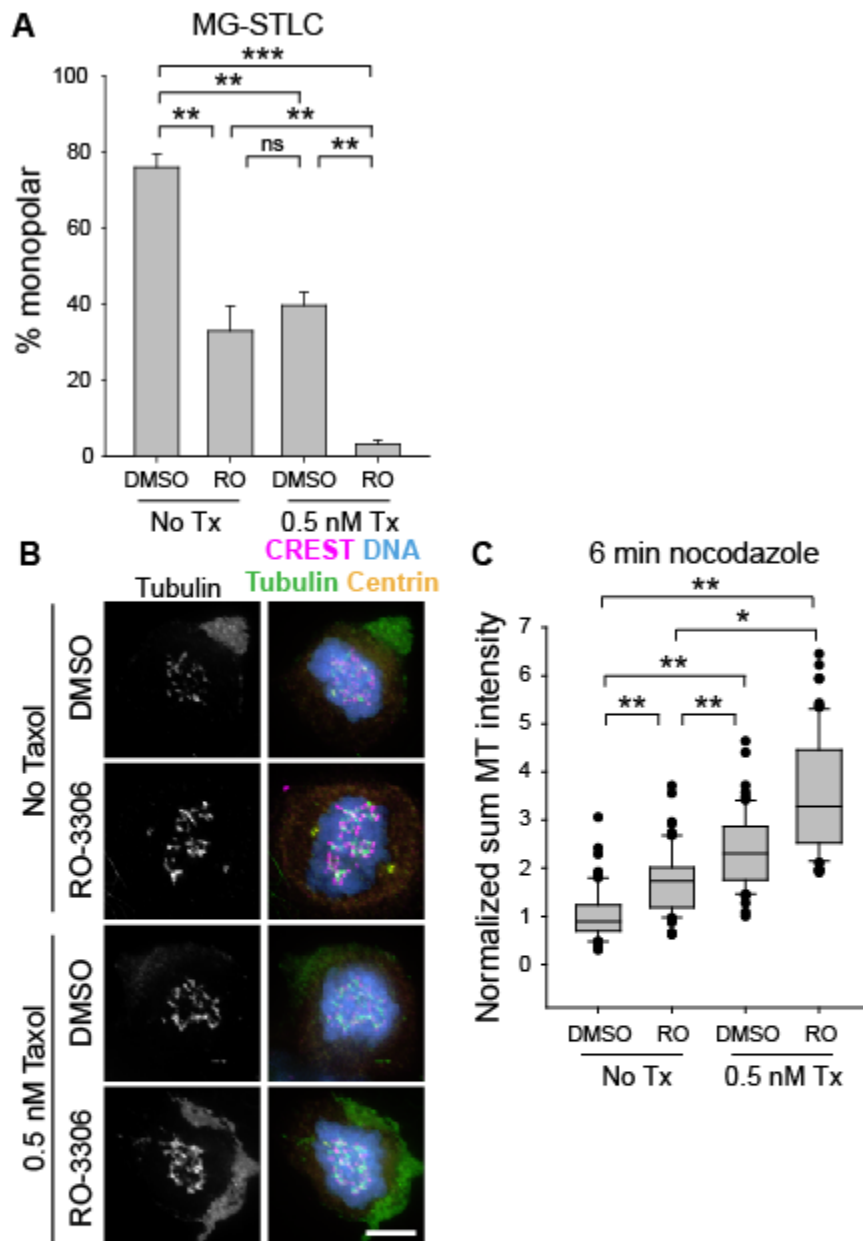 A
MG-STLC
***
**
** **
ns **
100
80
60
40
20
0
% monopolar
DMSO RO DMSO RO
No Tx 0.5 nM Tx
B
CREST DNA
Tubulin Tubulin Centrin
No Taxol
DMSO
RO-3306
0.5 nM Taxol
DMSO
RO-3306
C
6 min nocodazole
**
*
**
** **
7
6
5
4
3
2
1
0
Normalized sum MT intensity
DMSO RO DMSO RO
No Tx 0.5 nM Tx